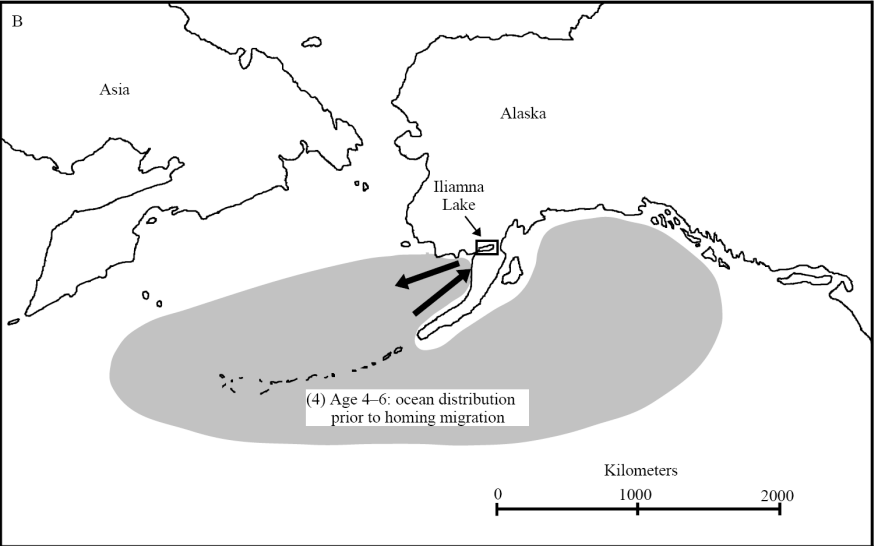 B
Asia
Alaska
Iliamna
Lake
(4) Age 4–6: ocean distribution
prior to homing migration
Kilometers
0 1000 2000